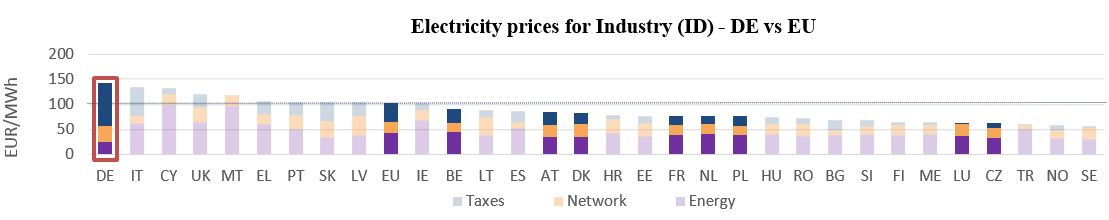 Electricity prices for Industry (ID) - DE vs EU
EUR/MWh
200
150
100
50
0
DE IT CY UK MT EL PT SK LV EU IE BE LT ES AT DK HR EE FR NL PL HU RO BG SI FI ME LU CZ TR NO SE
Taxes Network Energy